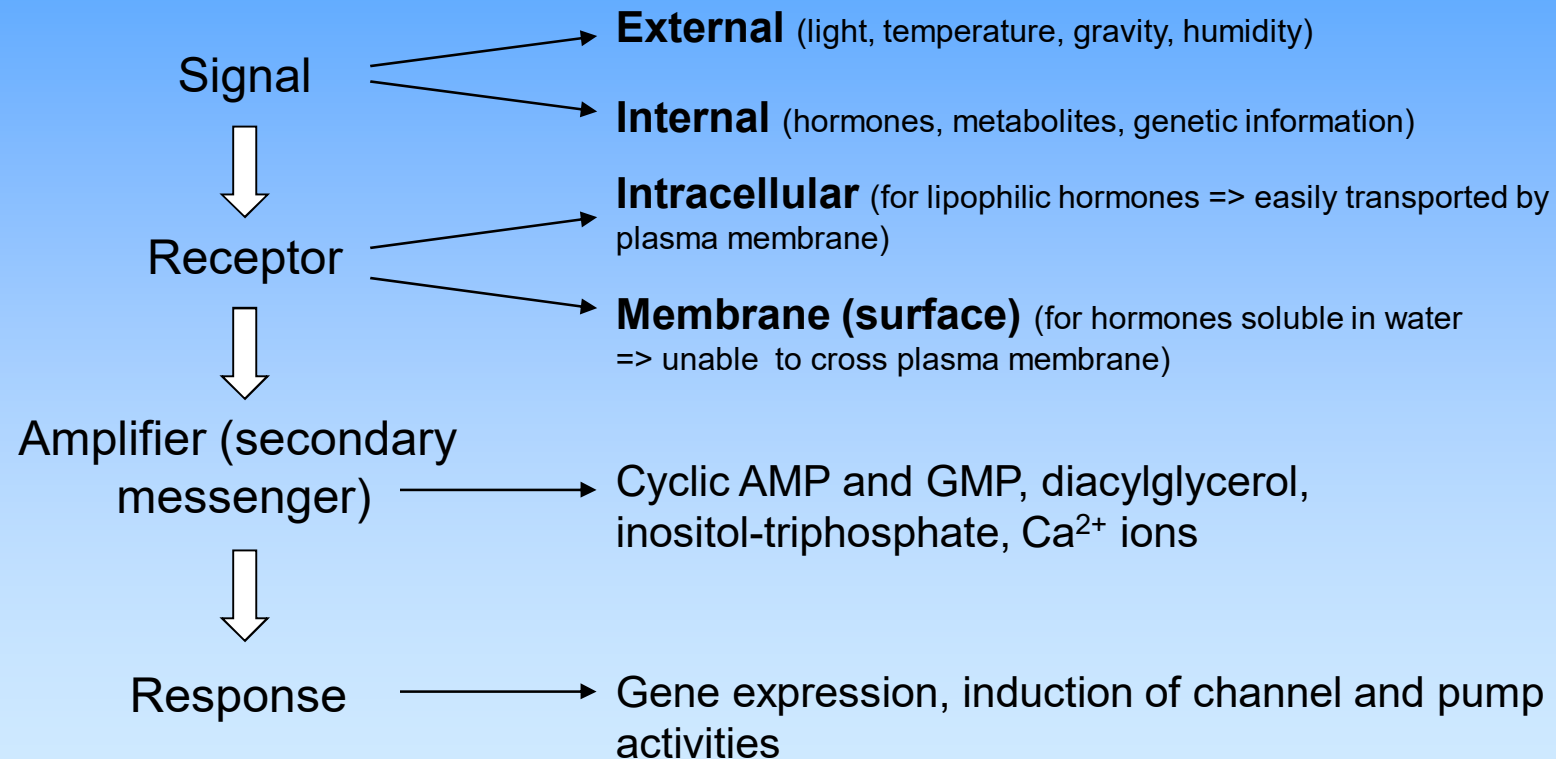 Signal
External (light, temperature, gravity, humidity)
Internal (hormones, metabolites, genetic information)
Receptor
Intracellular (for lipophilic hormones => easily transported by
plasma membrane)
Membrane (surface) (for hormones soluble in water
=> unable to cross plasma membrane)
Amplifier (secondary
messenger)
Cyclic AMP and GMP, diacylglycerol,
inositol-triphosphate, Ca²⁺ ions
Response
Gene expression, induction of channel and pump
activities